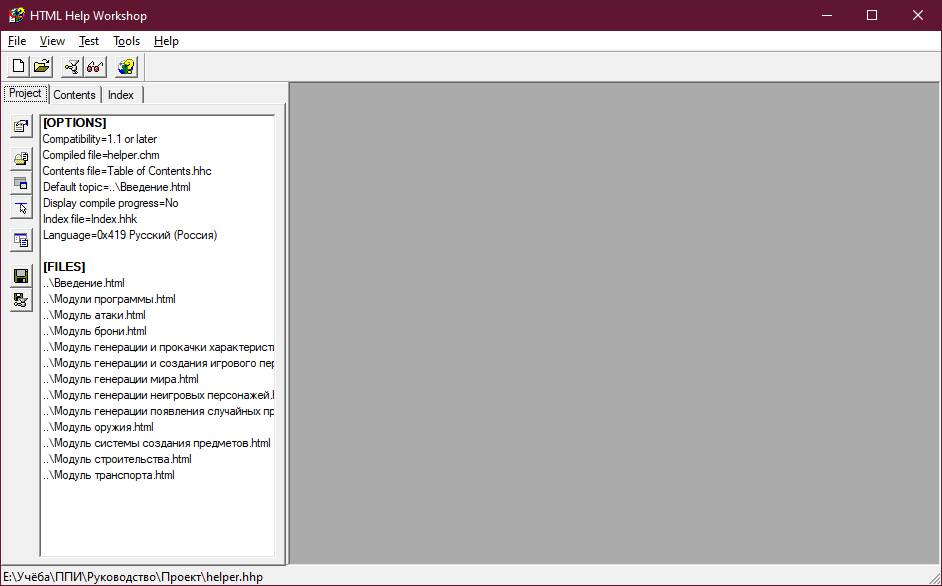 HTML Help Workshop
File View Test Tools Help
Project Contents Index
[OPTIONS]
Compatibility=1.1 or later
Compiled file=helper.chm
Contents file=Table of Contents.hhc
Default topic=..\Введение.html
Display compile progress=No
Index file=Index.hhk
Language=0x419 Русский (Россия)
[FILES]
..\Введение.html
..\Модули программы.html
..\Модуль атаки.html
..\Модуль брони.html
..\Модуль генерации и прокачки характеристи
..\Модуль генерации и создания игрового пер
..\Модуль генерации мира.html
..\Модуль генерации неигровых персонажей.h
..\Модуль генерации появления случайных пр
..\Модуль оружия.html
..\Модуль системы создания предметов.html
..\Модуль строительства.html
..\Модуль транспорта.html
E:\Учёба\ППИ\Руководство\Проект\helper.hhp